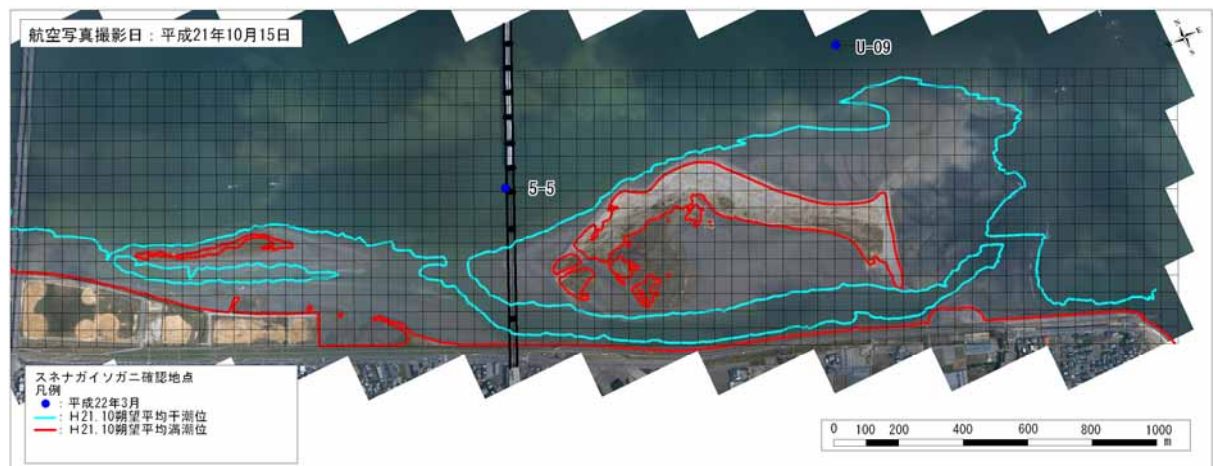 航空写真撮影日：平成21年10月15日
N
E
W
S
U-09
5-5
スネナガイソガニ確認地点
凡例
：平成22年3月
：H21.10朔望平均干潮位
：H21.10朔望平均満潮位
0 100 200 400 600 800 1000
m